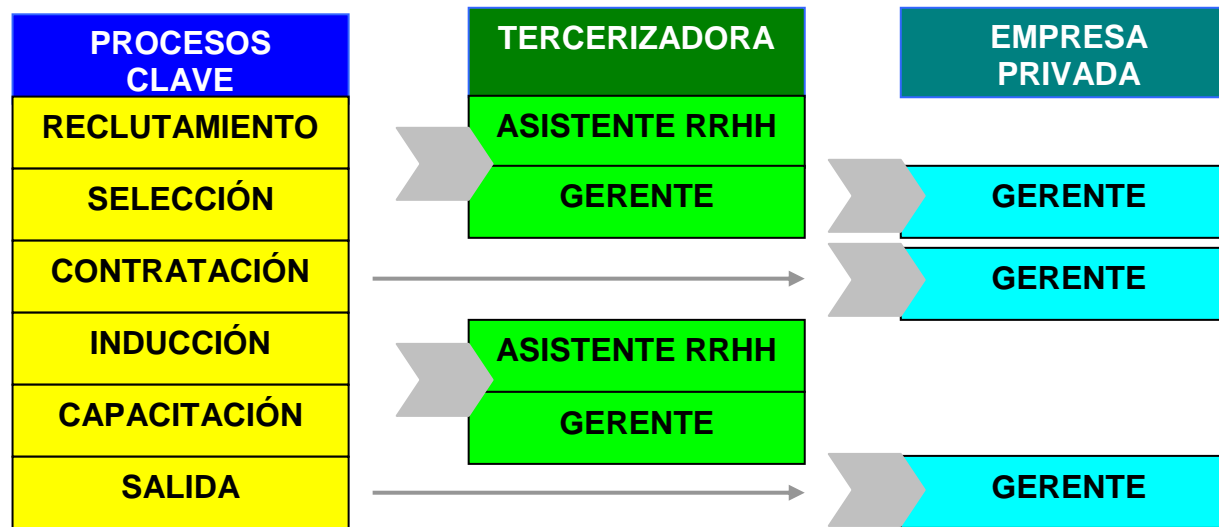 PROCESOS
CLAVE
TERCERIZADORA
EMPRESA
PRIVADA
RECLUTAMIENTO
ASISTENTE RRHH
SELECCIÓN
GERENTE
GERENTE
CONTRATACIÓN
GERENTE
INDUCCIÓN
ASISTENTE RRHH
CAPACITACIÓN
GERENTE
SALIDA
GERENTE